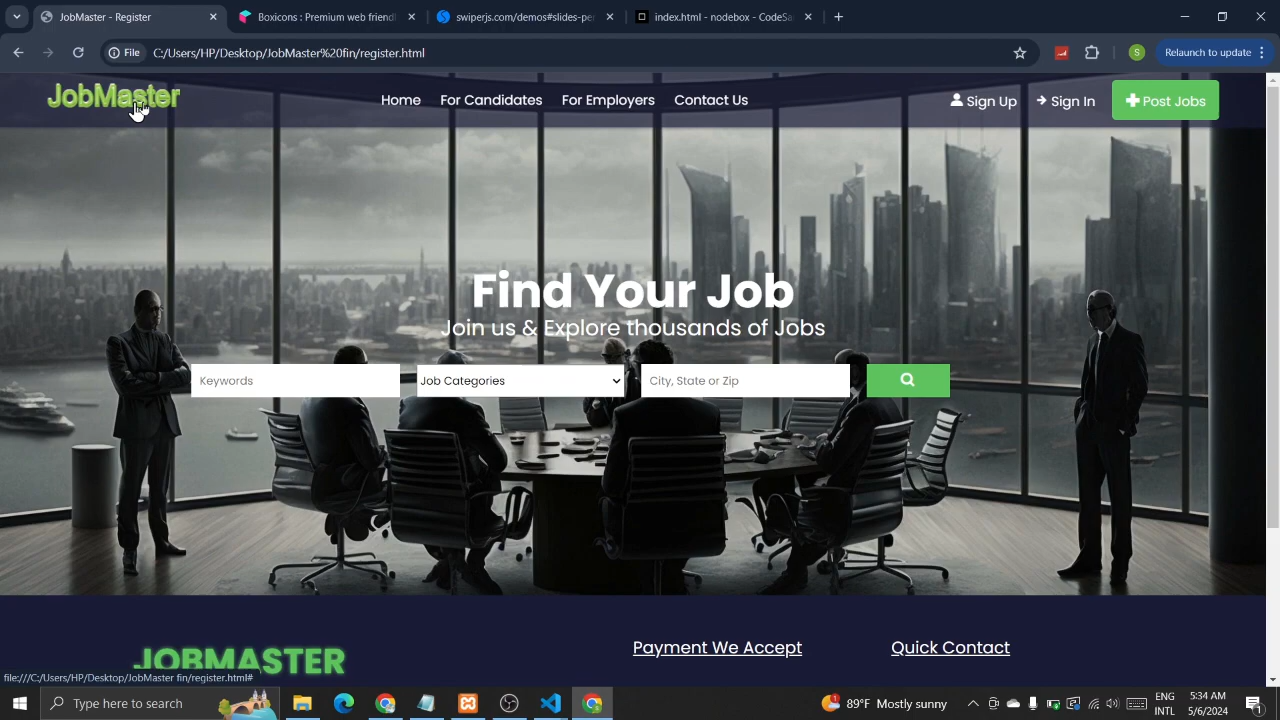 JobMaster - Register
Boxicons : Premium web friendl
swiperjs.com/demos#slides-per
index.html - nodebox - CodeSa
File
C:/Users/HP/Desktop/JobMaster%20fin/register.html
S
Relaunch to update
JobMaster
Home
For Candidates
For Employers
Contact Us
Sign Up
Sign In
Post Jobs
Find Your Job
Join us & Explore thousands of Jobs
Keywords
Job Categories
City, State or Zip
JOBMASTER
Payment We Accept
Quick Contact
file:///C:/Users/HP/Desktop/JobMaster fin/register.html#
Type here to search
89°F Mostly sunny
ENG
INTL
5:34 AM
5/6/2024